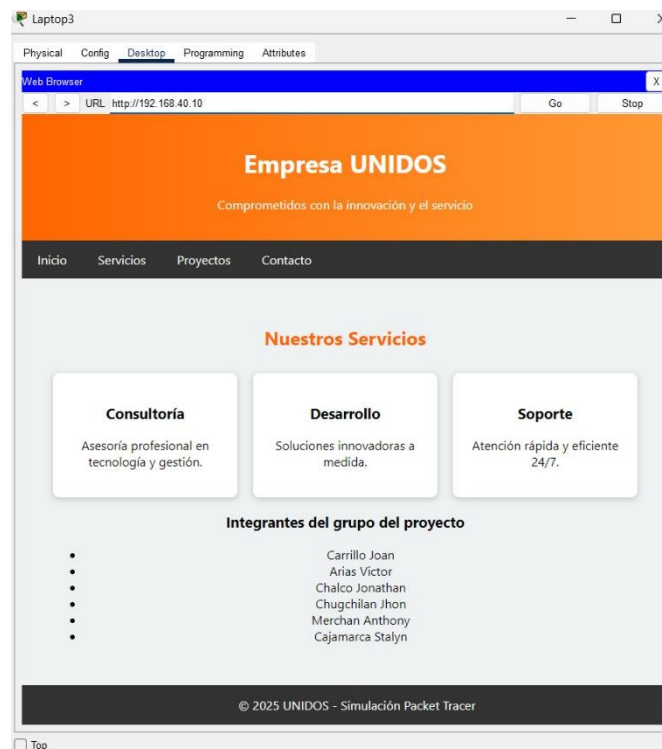 Laptop3
Physical Config Desktop Programming Attributes
Web Browser X
< > URL http://192.168.40.10 Go Stop
Empresa UNIDOS
Comprometidos con la innovación y el servicio
Inicio Servicios Proyectos Contacto
Nuestros Servicios
Consultoría
Asesoría profesional en
tecnología y gestión.
Desarrollo
Soluciones innovadoras a
medida.
Soporte
Atención rápida y eficiente
24/7.
Integrantes del grupo del proyecto
Carrillo Joan
Arias Victor
Chalco Jonathan
Chugchilan Jhon
Merchan Anthony
Cajamarca Stalyn
© 2025 UNIDOS - Simulación Packet Tracer
Top